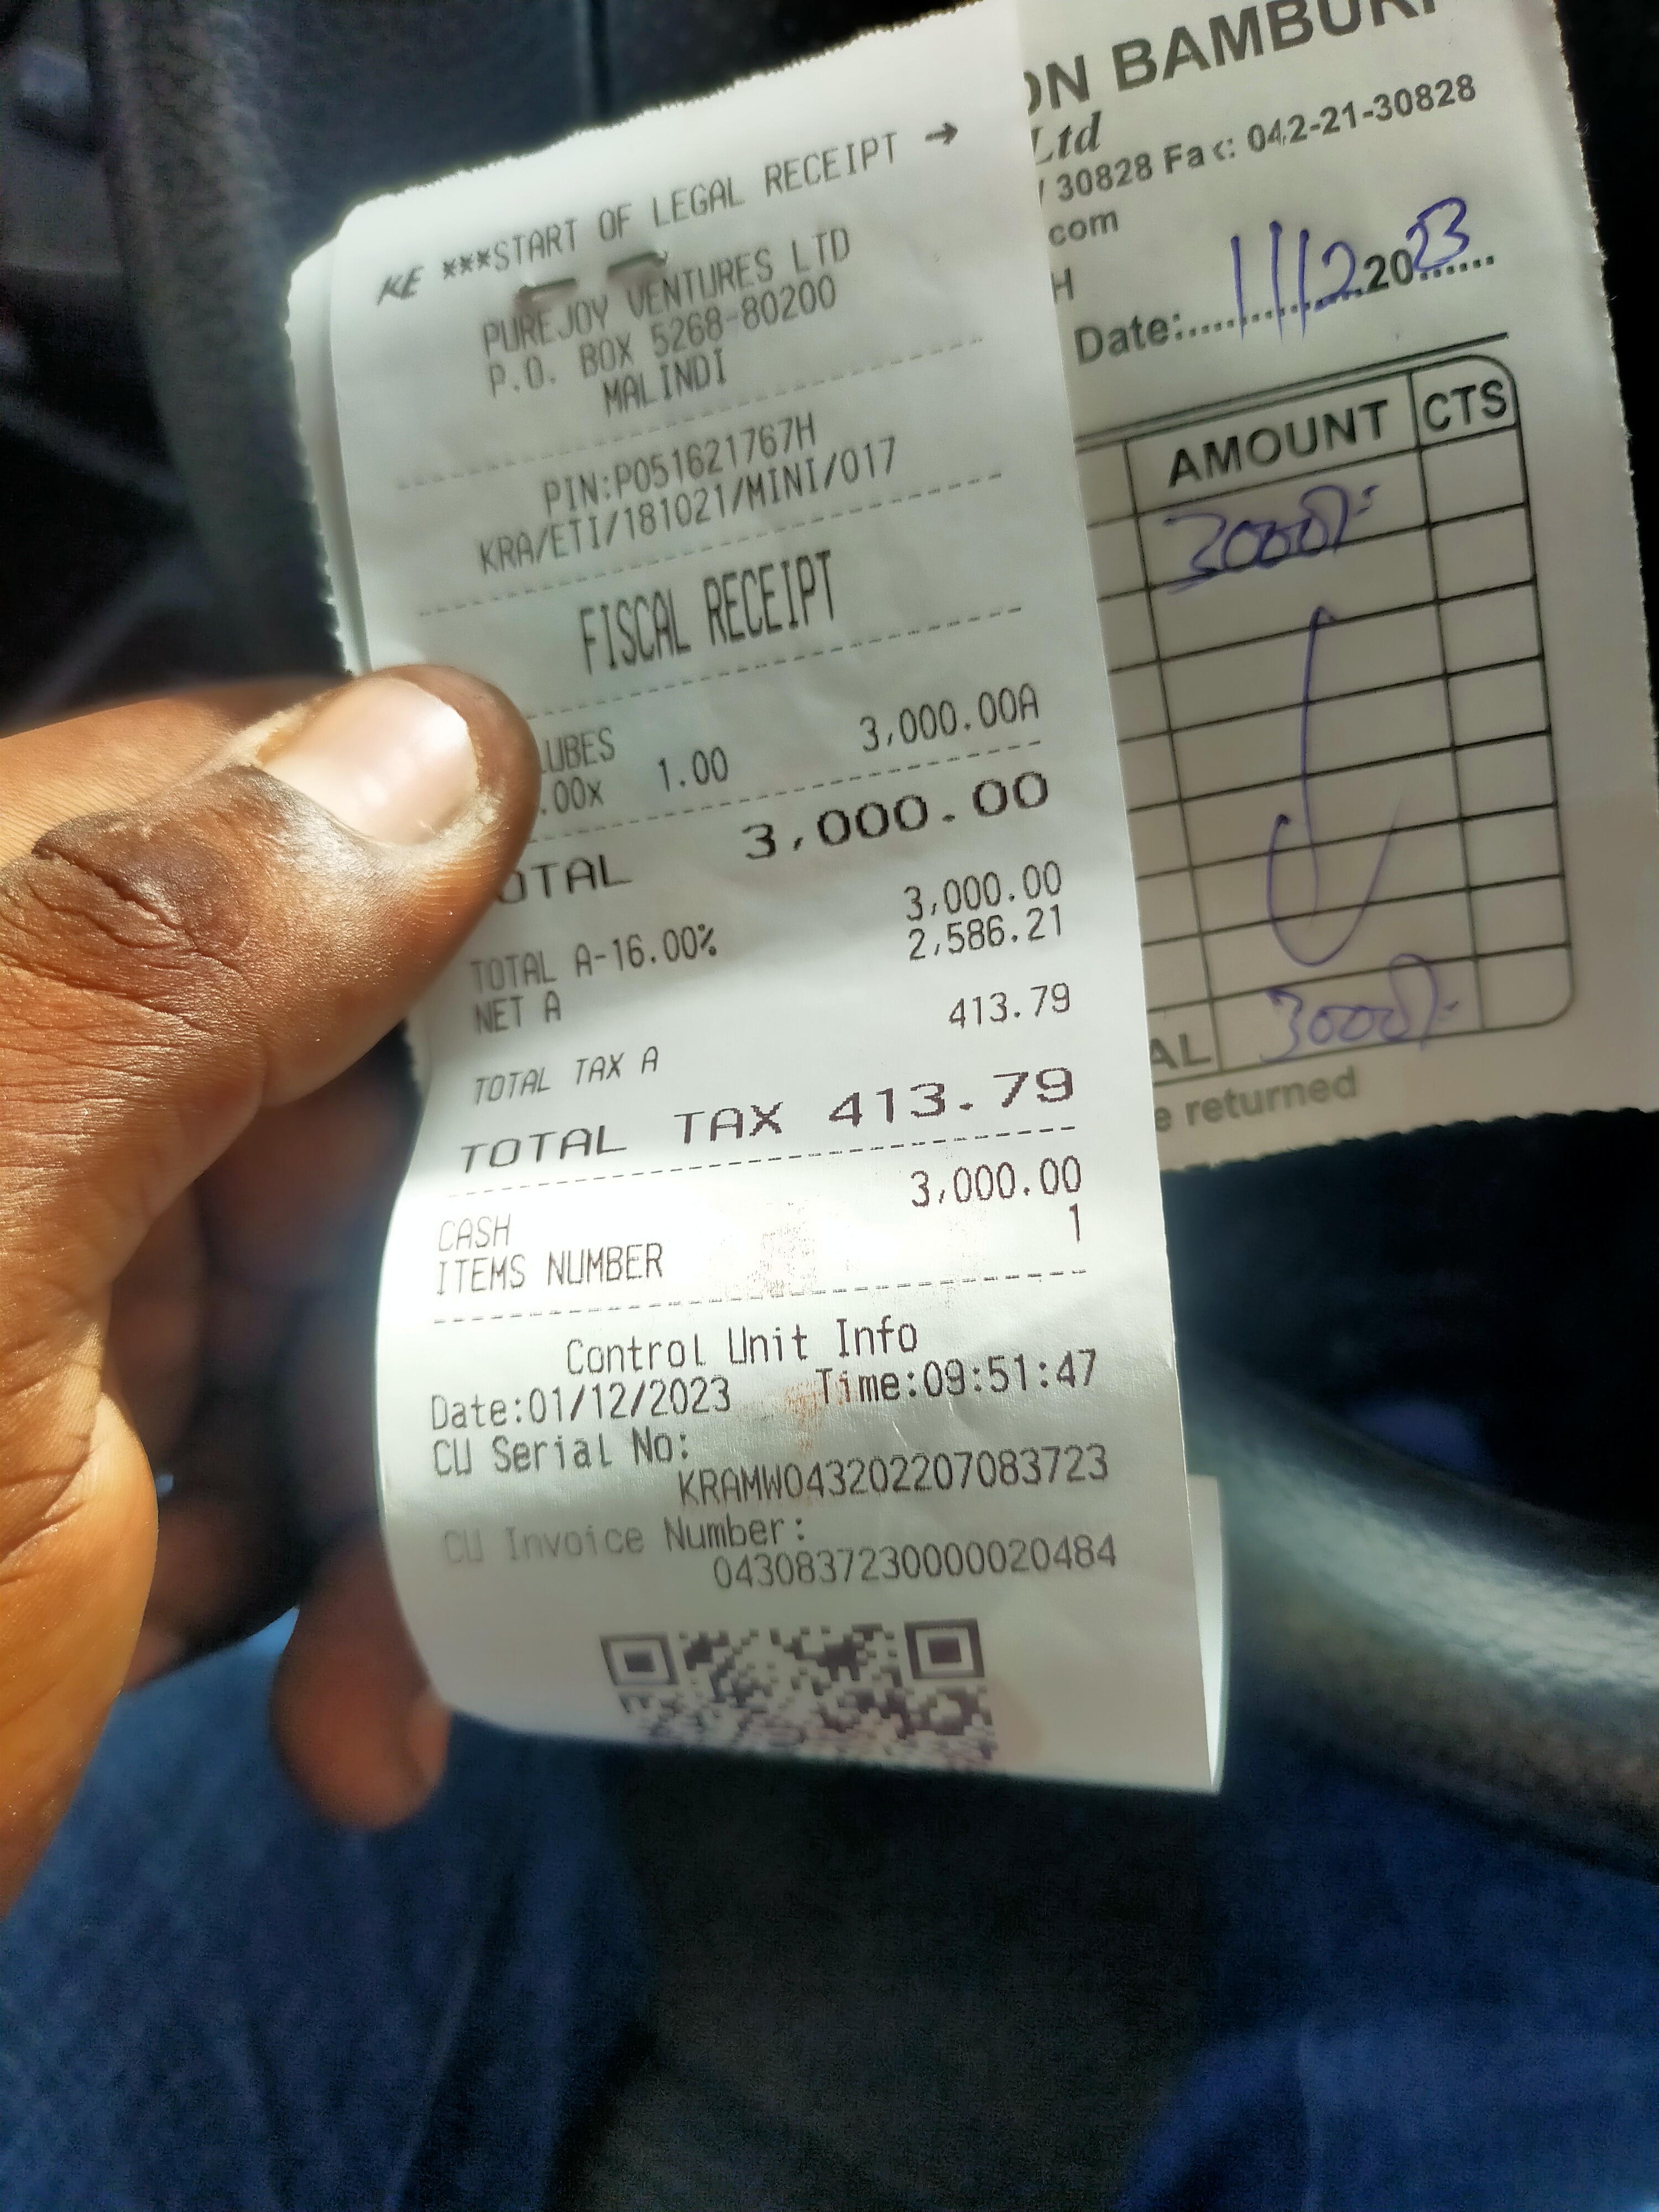 KE ***START OF LEGAL RECEIPT →
PUREJOY VENTURES LTD
P.O. BOX 5268-80200
MALINDI
PIN:P051621767H
KRA/ETI/181021/MINI/017
FISCAL RECEIPT
LUBES
.00x 1.00 3,000.00A
OTAL 3,000.00
TOTAL A-16.00% 3,000.00
NET A 2,586.21
TOTAL TAX A 413.79
TOTAL TAX 413.79
CASH 3,000.00
ITEMS NUMBER 1
Control Unit Info
Date:01/12/2023 Time:09:51:47
CU Serial No:
KRAMW043202207083723
CU Invoice Number:
0430837230000020484
ON BAMBURI
Ltd
/ 30828 Fax: 042-21-30828
com
H
Date:.....1/12.2023......
AMOUNT CTS
3000/=
AL 3000/=
e returned